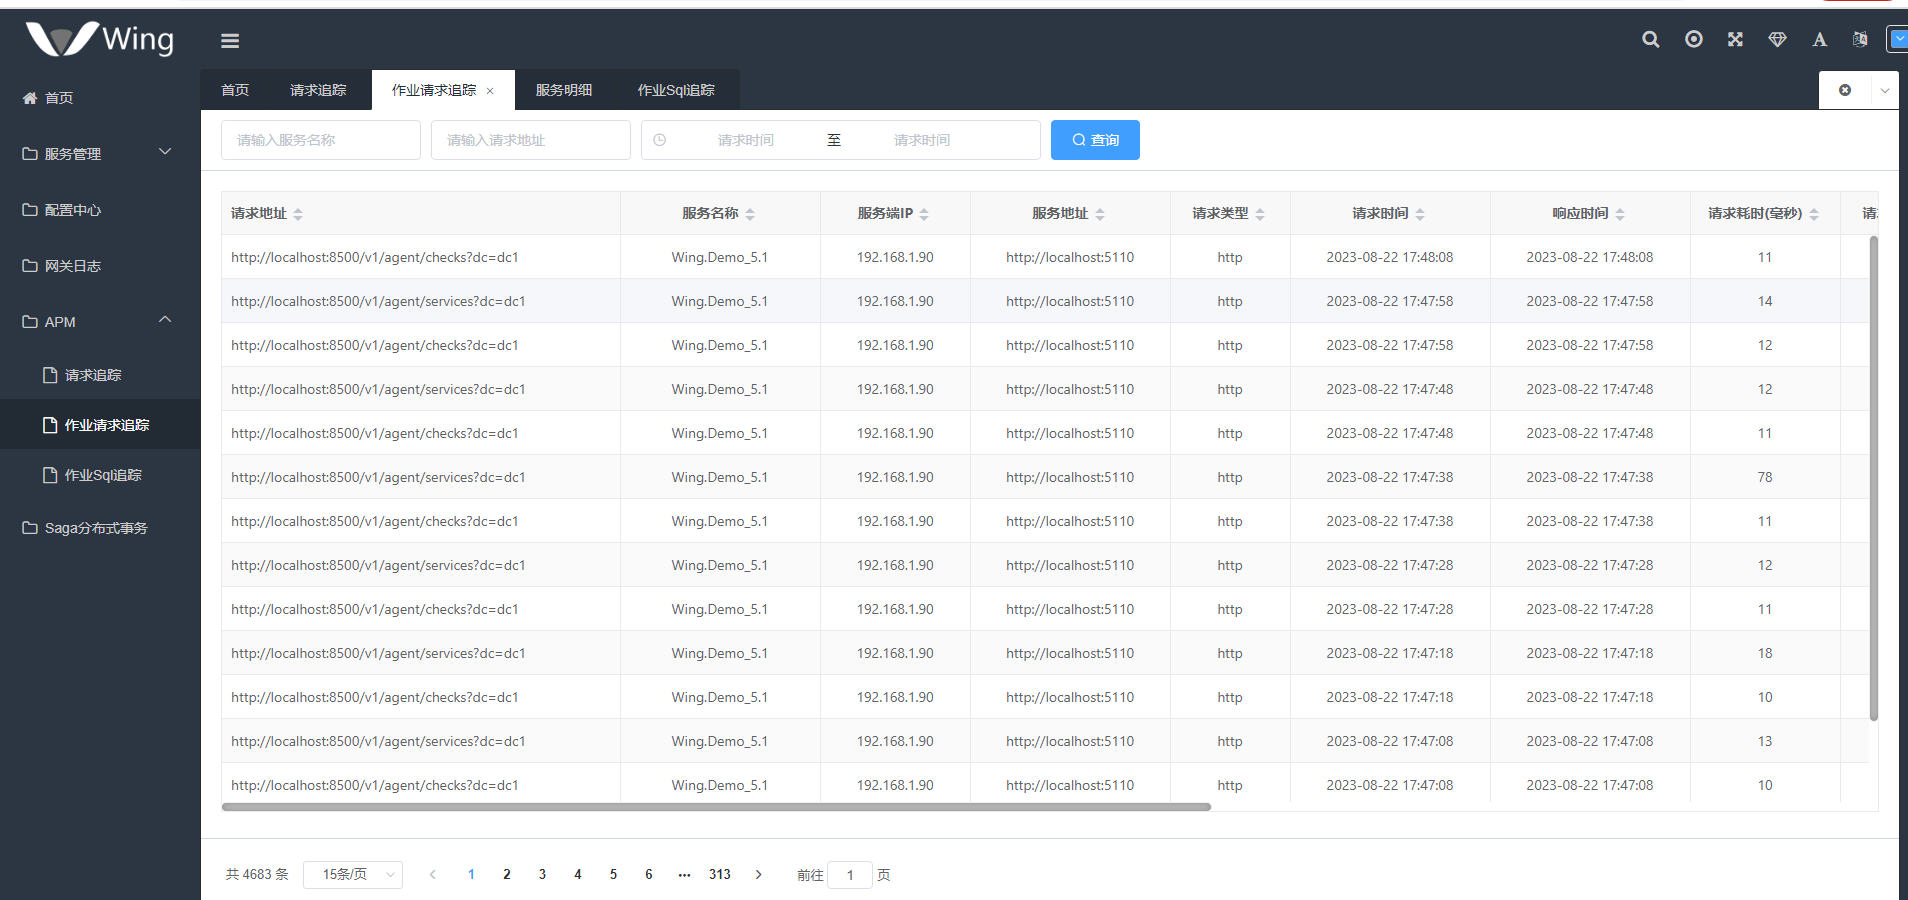 Wing
首页
服务管理
配置中心
网关日志
APM
请求追踪
作业请求追踪
作业Sql追踪
Saga分布式事务
首页 请求追踪 作业请求追踪 × 服务明细 作业Sql追踪
请输入服务名称 请输入请求地址 请求时间 至 请求时间 查询
请求地址 服务名称 服务端IP 服务地址 请求类型 请求时间 响应时间 请求耗时(毫秒) 请
http://localhost:8500/v1/agent/checks?dc=dc1 Wing.Demo_5.1 192.168.1.90 http://localhost:5110 http 2023-08-22 17:48:08 2023-08-22 17:48:08 11
http://localhost:8500/v1/agent/services?dc=dc1 Wing.Demo_5.1 192.168.1.90 http://localhost:5110 http 2023-08-22 17:47:58 2023-08-22 17:47:58 14
http://localhost:8500/v1/agent/checks?dc=dc1 Wing.Demo_5.1 192.168.1.90 http://localhost:5110 http 2023-08-22 17:47:58 2023-08-22 17:47:58 12
http://localhost:8500/v1/agent/services?dc=dc1 Wing.Demo_5.1 192.168.1.90 http://localhost:5110 http 2023-08-22 17:47:48 2023-08-22 17:47:48 12
http://localhost:8500/v1/agent/checks?dc=dc1 Wing.Demo_5.1 192.168.1.90 http://localhost:5110 http 2023-08-22 17:47:48 2023-08-22 17:47:48 11
http://localhost:8500/v1/agent/services?dc=dc1 Wing.Demo_5.1 192.168.1.90 http://localhost:5110 http 2023-08-22 17:47:38 2023-08-22 17:47:38 78
http://localhost:8500/v1/agent/checks?dc=dc1 Wing.Demo_5.1 192.168.1.90 http://localhost:5110 http 2023-08-22 17:47:38 2023-08-22 17:47:38 11
http://localhost:8500/v1/agent/services?dc=dc1 Wing.Demo_5.1 192.168.1.90 http://localhost:5110 http 2023-08-22 17:47:28 2023-08-22 17:47:28 12
http://localhost:8500/v1/agent/checks?dc=dc1 Wing.Demo_5.1 192.168.1.90 http://localhost:5110 http 2023-08-22 17:47:28 2023-08-22 17:47:28 11
http://localhost:8500/v1/agent/services?dc=dc1 Wing.Demo_5.1 192.168.1.90 http://localhost:5110 http 2023-08-22 17:47:18 2023-08-22 17:47:18 18
http://localhost:8500/v1/agent/checks?dc=dc1 Wing.Demo_5.1 192.168.1.90 http://localhost:5110 http 2023-08-22 17:47:18 2023-08-22 17:47:18 10
http://localhost:8500/v1/agent/services?dc=dc1 Wing.Demo_5.1 192.168.1.90 http://localhost:5110 http 2023-08-22 17:47:08 2023-08-22 17:47:08 13
http://localhost:8500/v1/agent/checks?dc=dc1 Wing.Demo_5.1 192.168.1.90 http://localhost:5110 http 2023-08-22 17:47:08 2023-08-22 17:47:08 10
共 4683 条 15条/页 1 2 3 4 5 6 ••• 313 前往 1 页